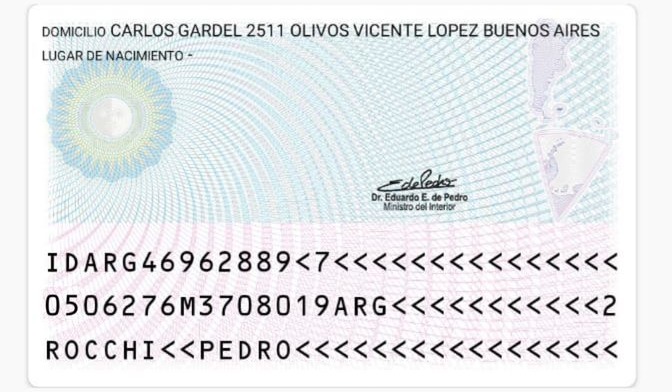 DOMICILIO CARLOS GARDEL 2511 OLIVOS VICENTE LOPEZ BUENOS AIRES
LUGAR DE NACIMIENTO -
EdePedro
Dr. Eduardo E. de Pedro
Ministro del Interior
IDARG46962889<7<<<<<<<<<<<<<<<
0506276M3708019ARG<<<<<<<<<<<2
ROCCHI<<PEDRO<<<<<<<<<<<<<<<<<